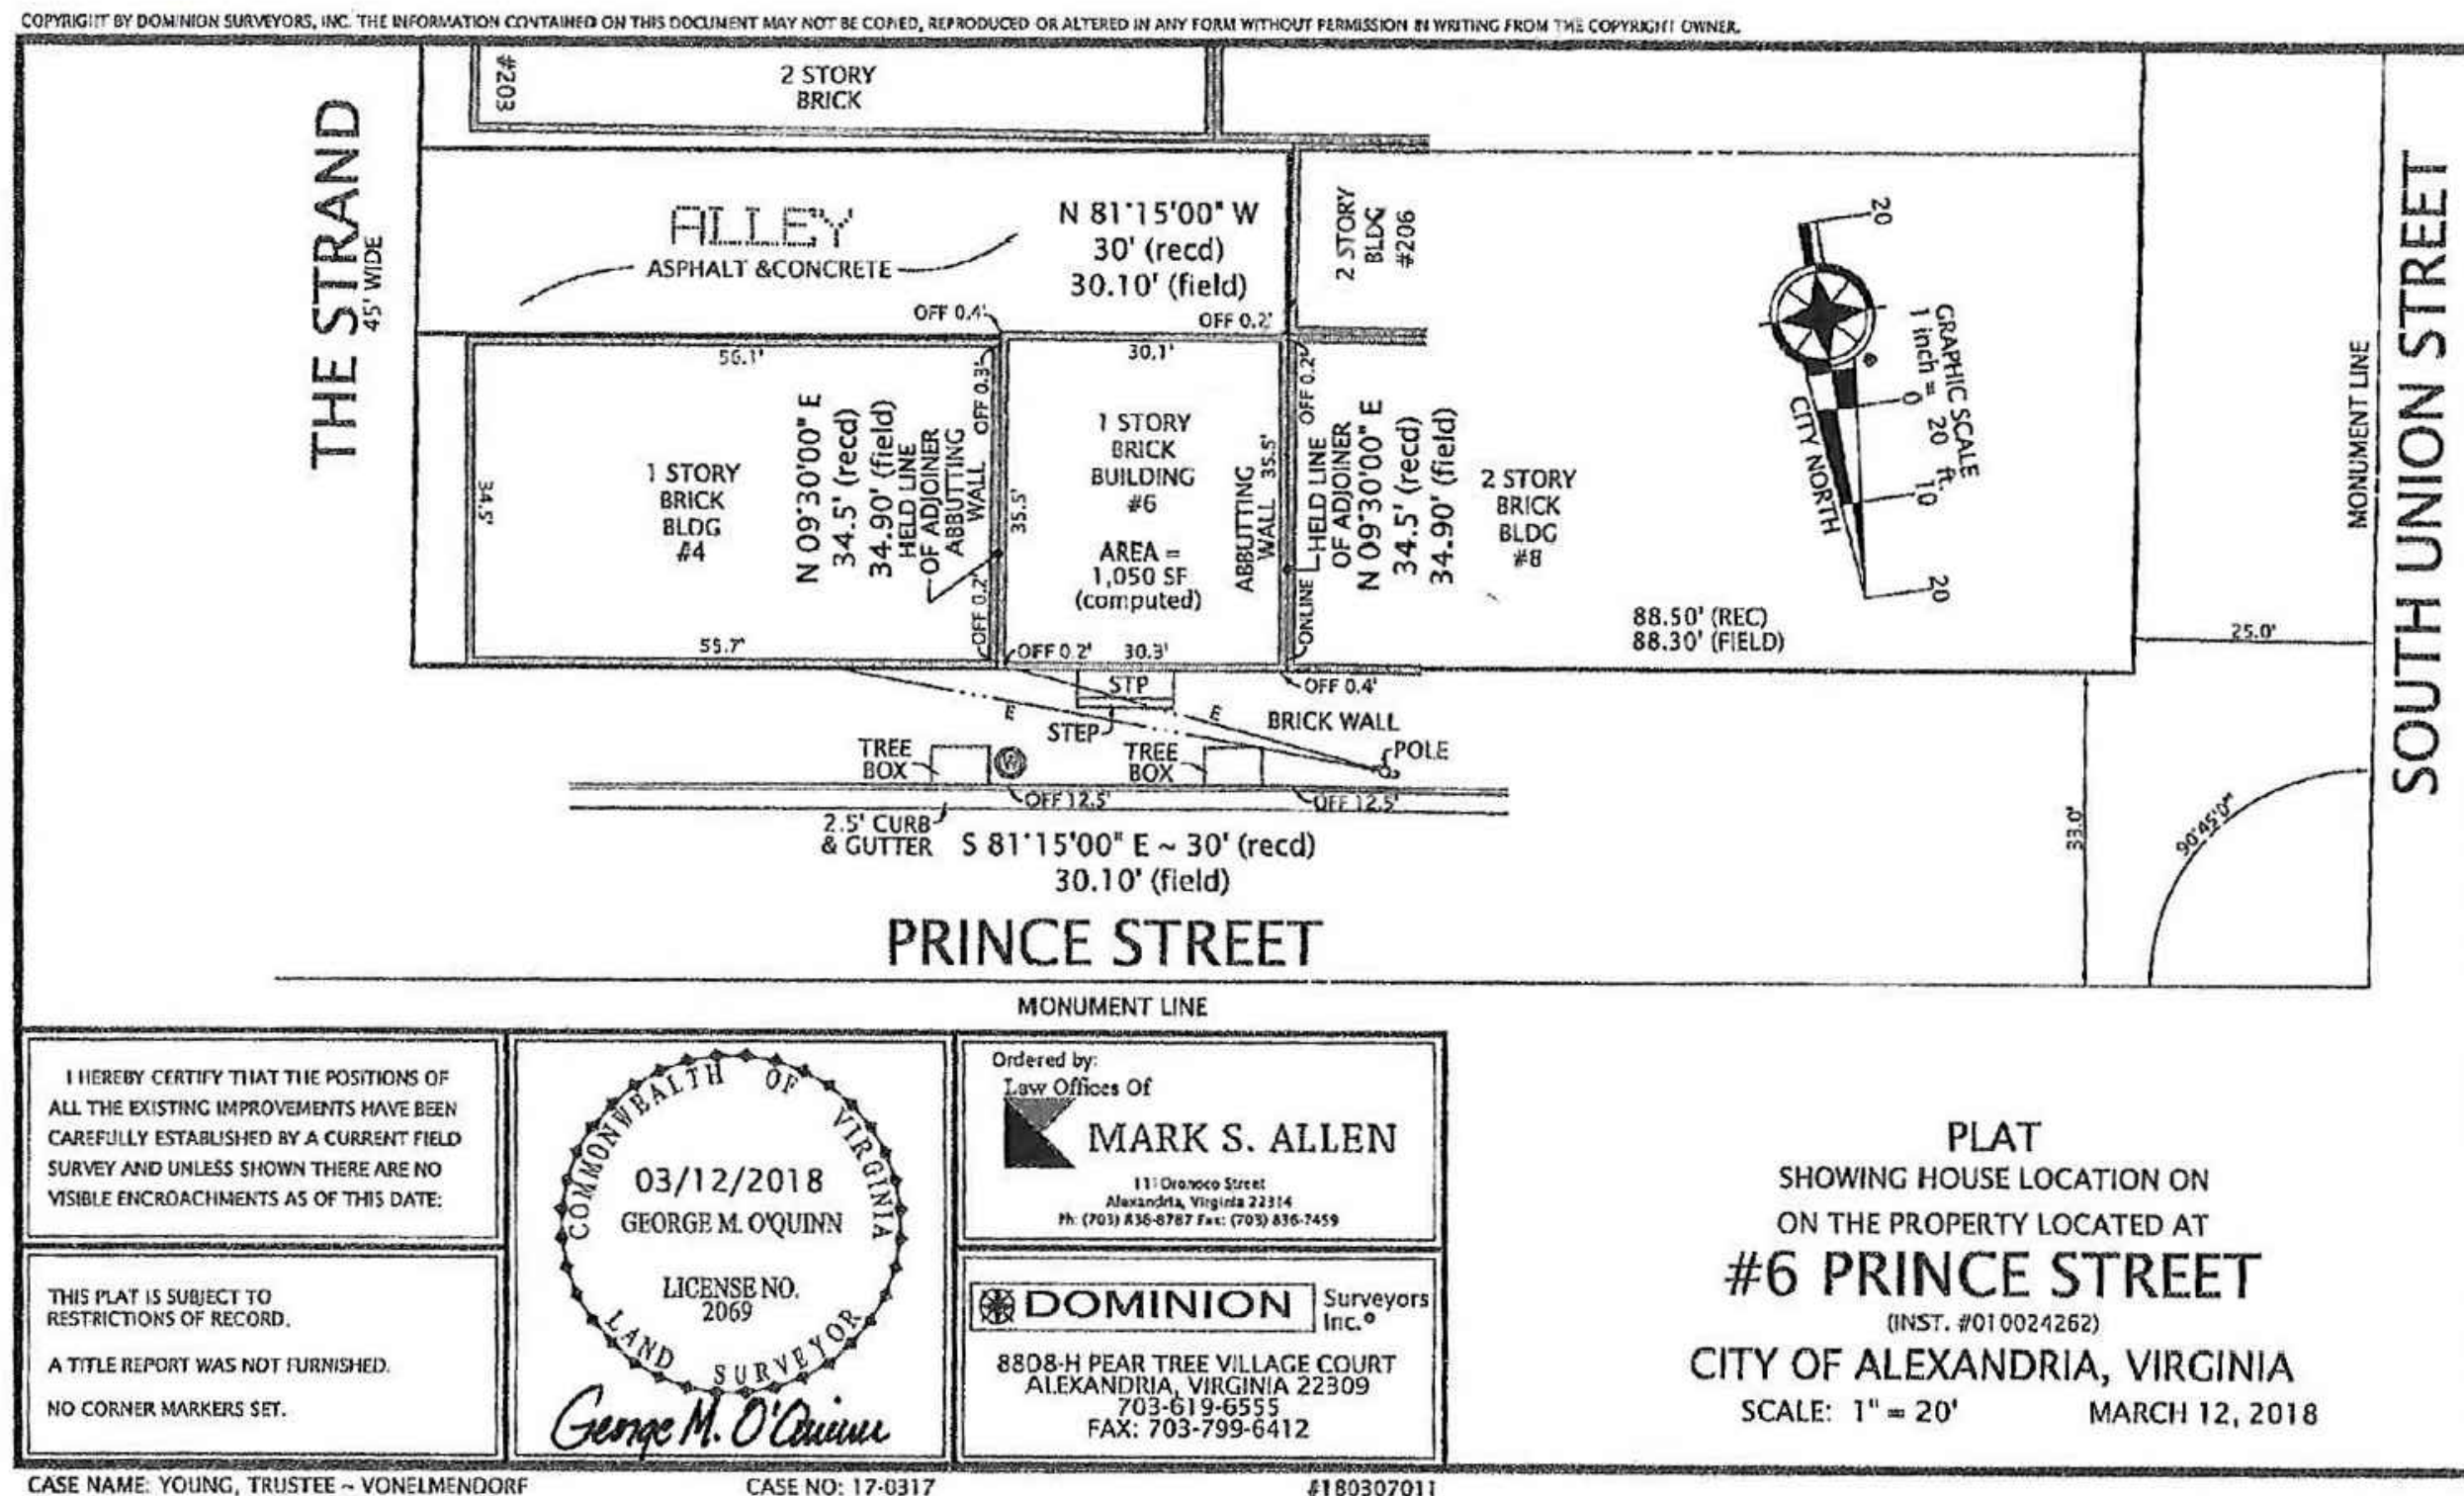 COPYRIGHT BY DOMINION SURVEYORS, INC. THE INFORMATION CONTAINED ON THIS DOCUMENT MAY NOT BE COPIED, REPRODUCED OR ALTERED IN ANY FORM WITHOUT PERMISSION IN WRITING FROM THE COPYRIGHT OWNER.
THE STRAND
45' WIDE
#203
2 STORY
BRICK
ALLEY
ASPHALT &CONCRETE
N 81°15'00" W
30' (recd)
30.10' (field)
2 STORY
BLDG
#206
OFF 0.4'
OFF 0.2'
56.1'
34.5'
1 STORY
BRICK
BLDG
#4
55.7'
N 09°30'00" E
34.5' (recd)
34.90' (field)
HELD LINE
OF ADJOINER
ABBUTTING
WALL
OFF 0.3'
OFF 0.2'
30.1'
35.5'
1 STORY
BRICK
BUILDING
#6
AREA =
1,050 SF
(computed)
OFF 0.2'
30.3'
ABBUTTING
WALL
35.5'
OFF 0.2'
ONLINE
HELD LINE
OF ADJOINER
N 09°30'00" E
34.5' (recd)
34.90' (field)
2 STORY
BRICK
BLDG
#8
88.50' (REC)
88.30' (FIELD)
20
0
10
20
GRAPHIC SCALE
1 inch = 20 ft.
CITY NORTH
MONUMENT LINE
SOUTH UNION STREET
25.0'
33.0'
90°45'0"
STP
OFF 0.4'
E
E
STEP
BRICK WALL
POLE
TREE
BOX
W
TREE
BOX
OFF 12.5'
OFF 12.5'
2.5' CURB
& GUTTER
S 81°15'00" E ~ 30' (recd)
30.10' (field)
PRINCE STREET
MONUMENT LINE
I HEREBY CERTIFY THAT THE POSITIONS OF
ALL THE EXISTING IMPROVEMENTS HAVE BEEN
CAREFULLY ESTABLISHED BY A CURRENT FIELD
SURVEY AND UNLESS SHOWN THERE ARE NO
VISIBLE ENCROACHMENTS AS OF THIS DATE:
THIS PLAT IS SUBJECT TO
RESTRICTIONS OF RECORD.
A TITLE REPORT WAS NOT FURNISHED.
NO CORNER MARKERS SET.
COMMONWEALTH OF VIRGINIA
03/12/2018
GEORGE M. O'QUINN
LICENSE NO.
2069
LAND SURVEYOR
George M. O'Quinn
Ordered by:
Law Offices Of
MARK S. ALLEN
111 Oronoco Street
Alexandria, Virginia 22314
Ph: (703) 836-8787 Fax: (703) 836-7459
DOMINION
Surveyors
Inc.®
8808-H PEAR TREE VILLAGE COURT
ALEXANDRIA, VIRGINIA 22309
703-619-6555
FAX: 703-799-6412
PLAT
SHOWING HOUSE LOCATION ON
ON THE PROPERTY LOCATED AT
#6 PRINCE STREET
(INST. #010024262)
CITY OF ALEXANDRIA, VIRGINIA
SCALE: 1" = 20'
MARCH 12, 2018
CASE NAME: YOUNG, TRUSTEE ~ VONELMENDORF
CASE NO: 17-0317
#180307011